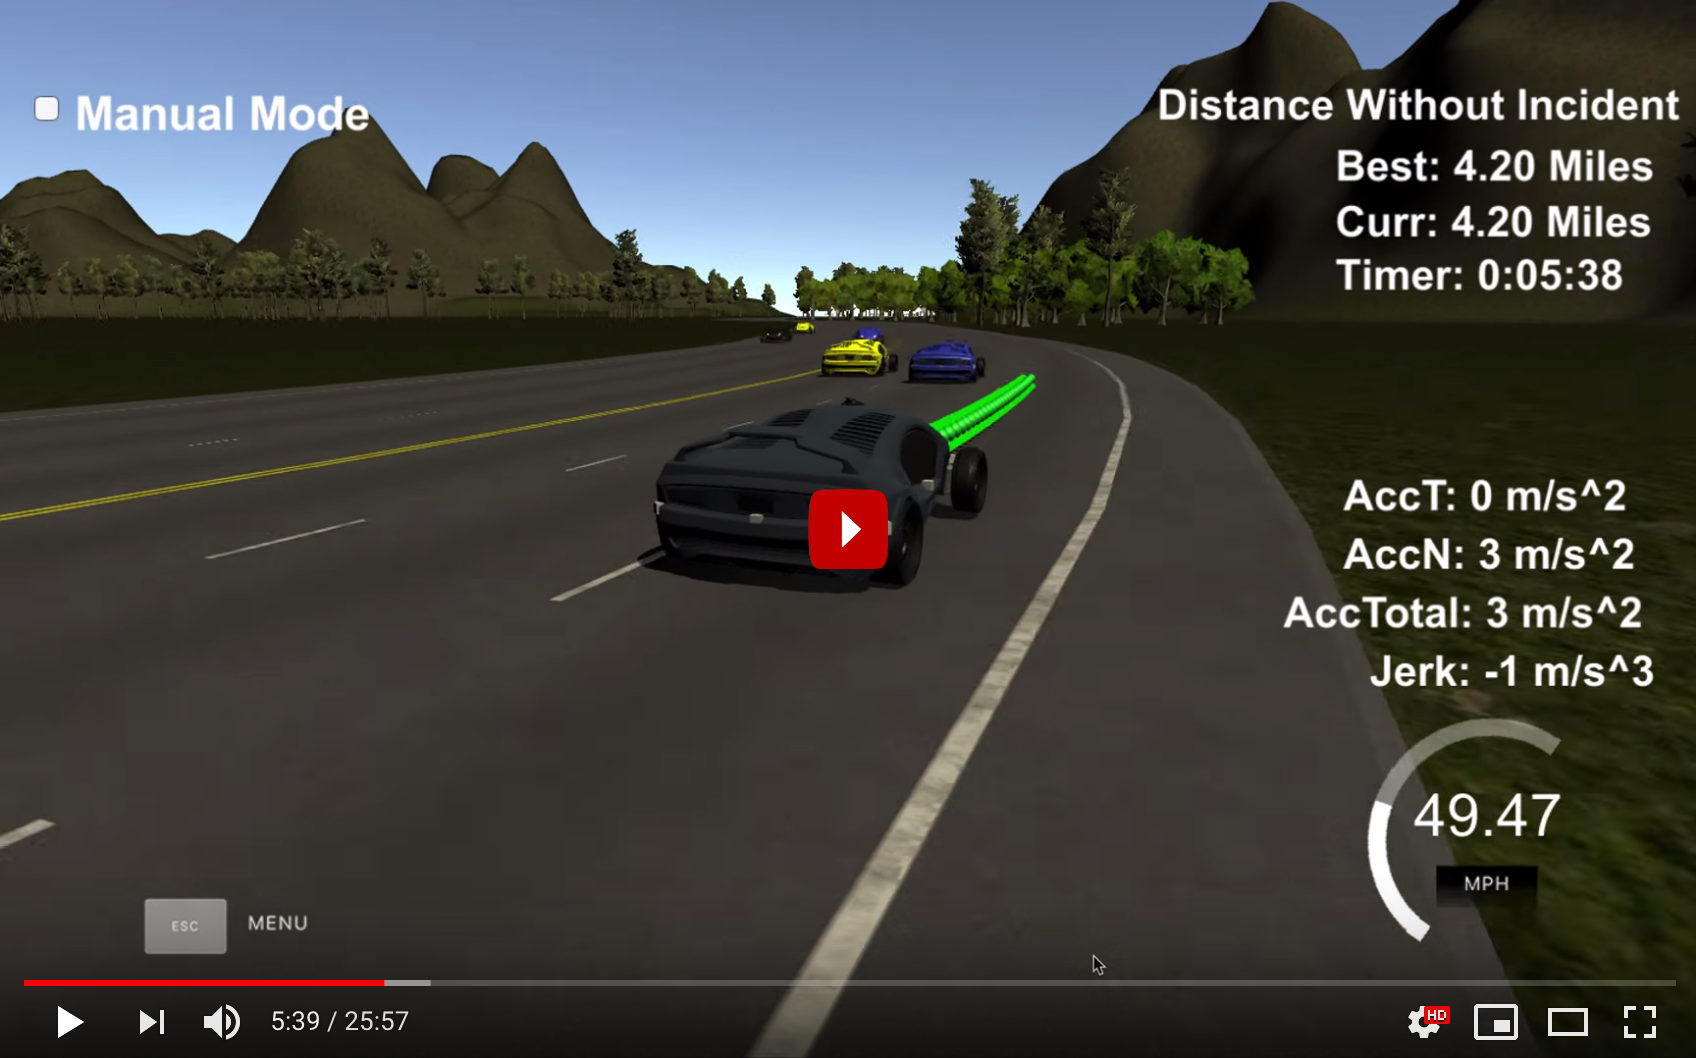 Manual Mode
Distance Without Incident
Best: 4.20 Miles
Curr: 4.20 Miles
Timer: 0:05:38
AccT: 0 m/s^2
AccN: 3 m/s^2
AccTotal: 3 m/s^2
Jerk: -1 m/s^3
49.47
MPH
ESC MENU
5:39 / 25:57
HD